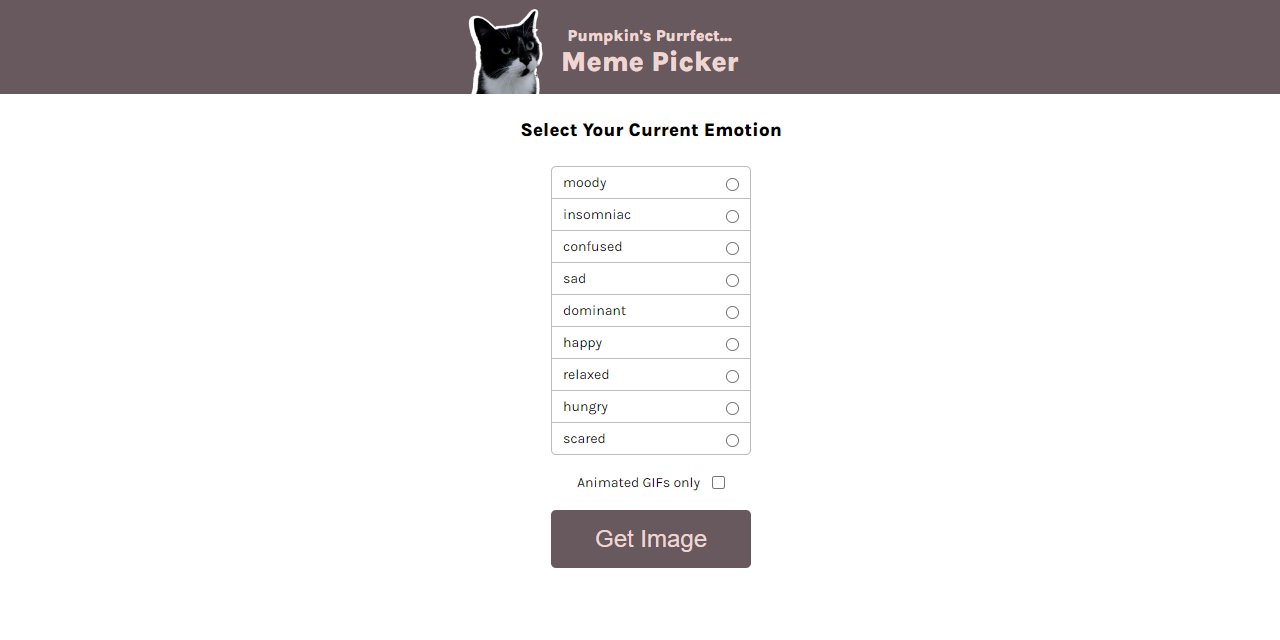 Pumpkin's Purrfect...
Meme Picker
Select Your Current Emotion
moody
insomniac
confused
sad
dominant
happy
relaxed
hungry
scared
Animated GIFs only
Get Image